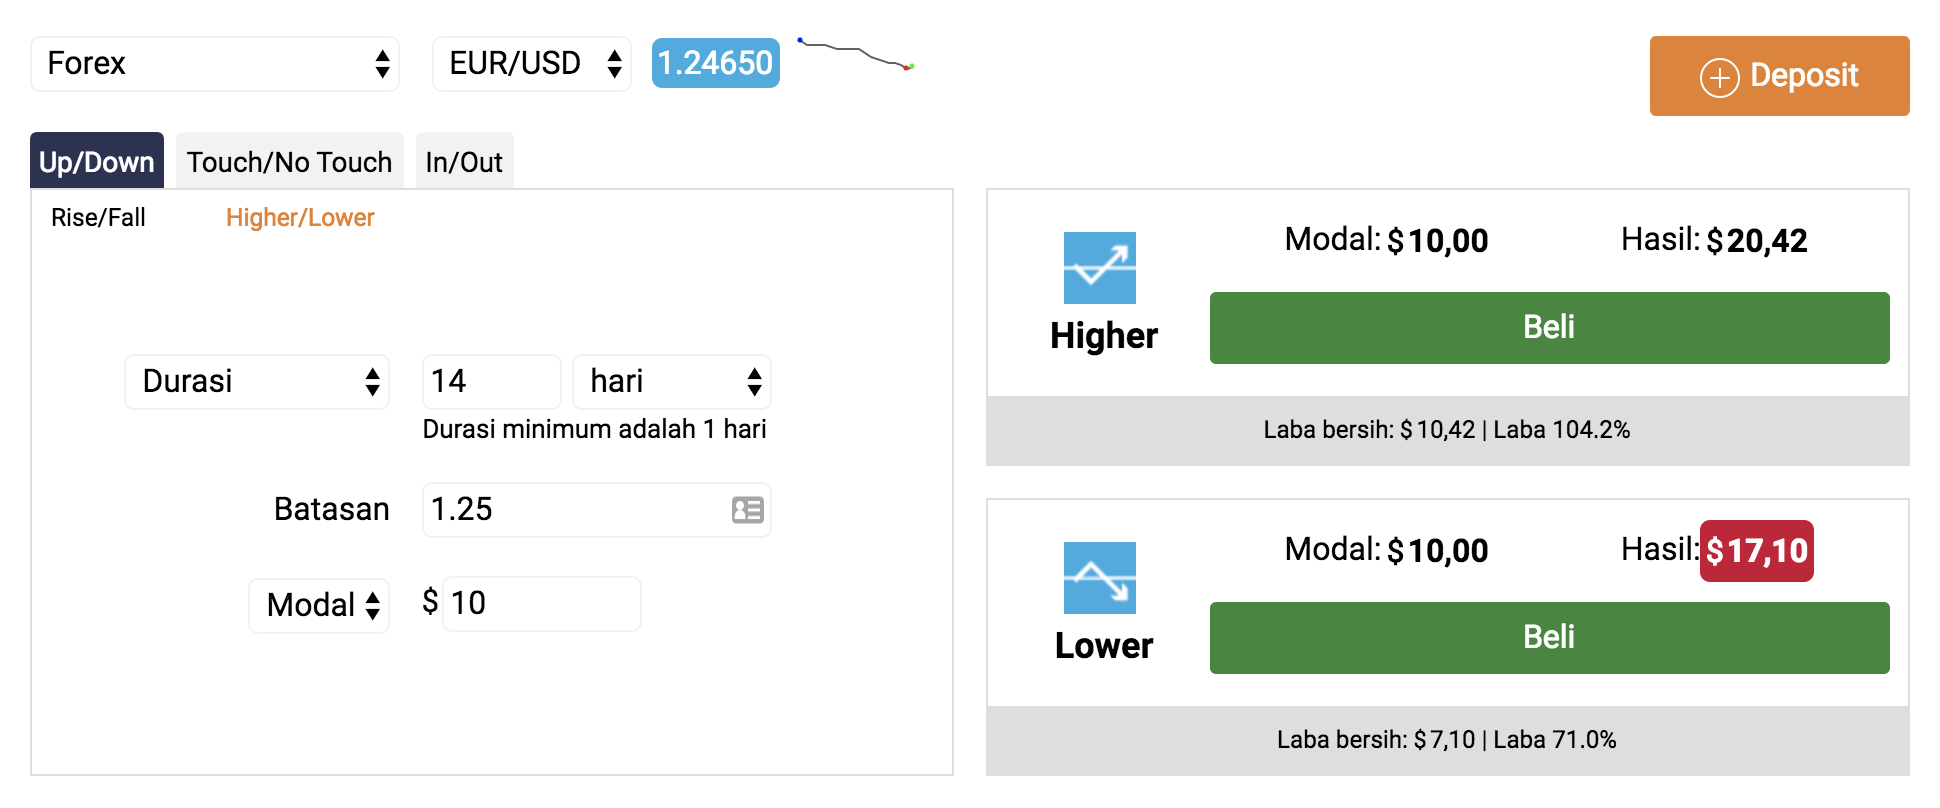 Forex EUR/USD 1.24650 Deposit
Up/Down Touch/No Touch In/Out
Rise/Fall Higher/Lower
Durasi 14 hari
Durasi minimum adalah 1 hari
Batasan 1.25
Modal $ 10
Modal: $10,00 Hasil: $20,42
Higher Beli
Laba bersih: $10,42 | Laba 104.2%
Modal: $10,00 Hasil: $17,10
Lower Beli
Laba bersih: $7,10 | Laba 71.0%